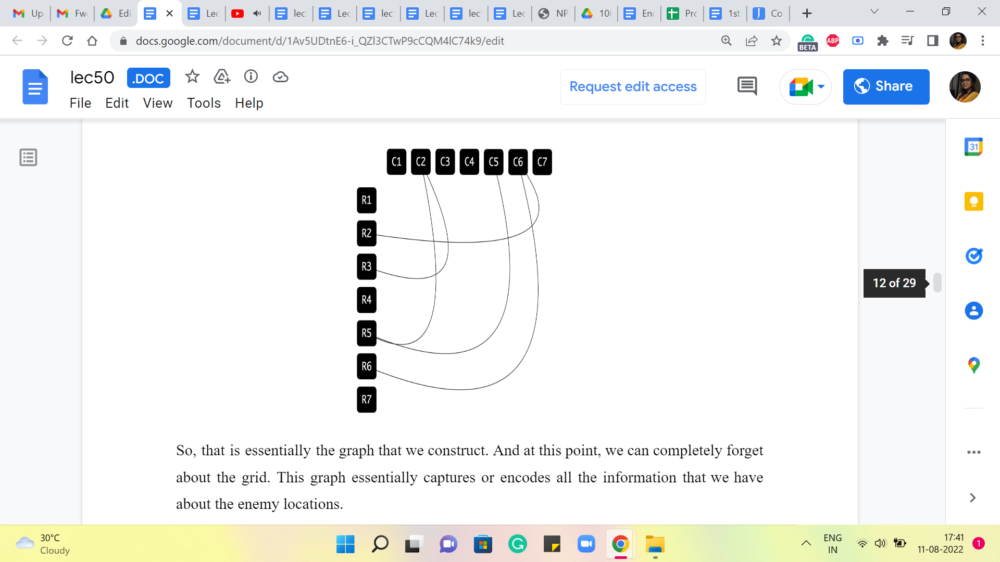 Up
Fw
Edi
Lec
lec
Lec
lec
Lec
lec
Lec
NP
10
End
Pro
1st
Co
docs.google.com/document/d/1Av5UDtnE6-i_QZl3CTwP9cCQM4lC74k9/edit
BETA
ABP
lec50
.DOC
Request edit access
Share
File Edit View Tools Help
31
C1 C2 C3 C4 C5 C6 C7
R1
R2
R3
R4
R5
R6
R7
12 of 29
So, that is essentially the graph that we construct. And at this point, we can completely forget
about the grid. This graph essentially captures or encodes all the information that we have
about the enemy locations.
30°C
Cloudy
ENG
IN
17:41
11-08-2022
1